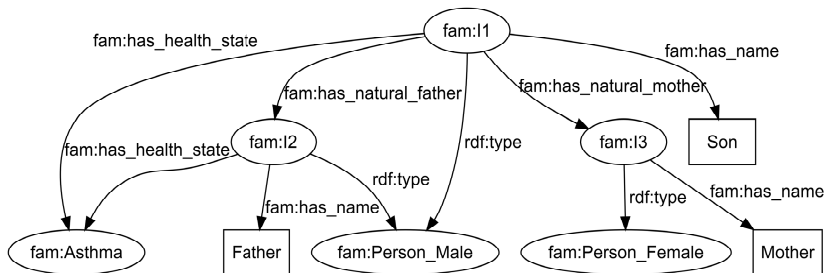 fam:I1
fam:has_health_state
fam:has_name
fam:has_natural_father
fam:has_natural_mother
fam:I2
rdf:type
fam:I3
Son
fam:has_health_state
rdf:type
fam:has_name
rdf:type
fam:has_name
fam:Asthma
Father
fam:Person_Male
fam:Person_Female
Mother